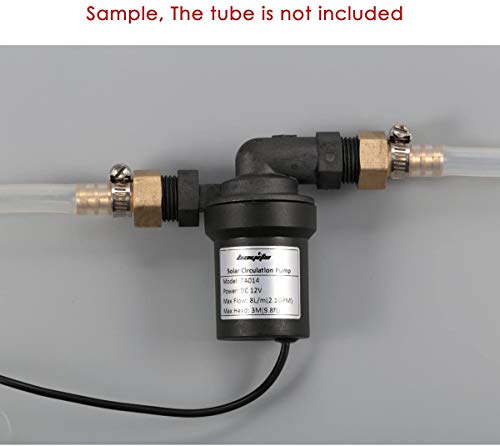 Sample, The tube is not included
bayite
Solar Circulation Pump
Model: 7A014
Power: DC 12V
Max Flow: 8L/m(2.1GPM)
Max Head: 3M(9.8ft)